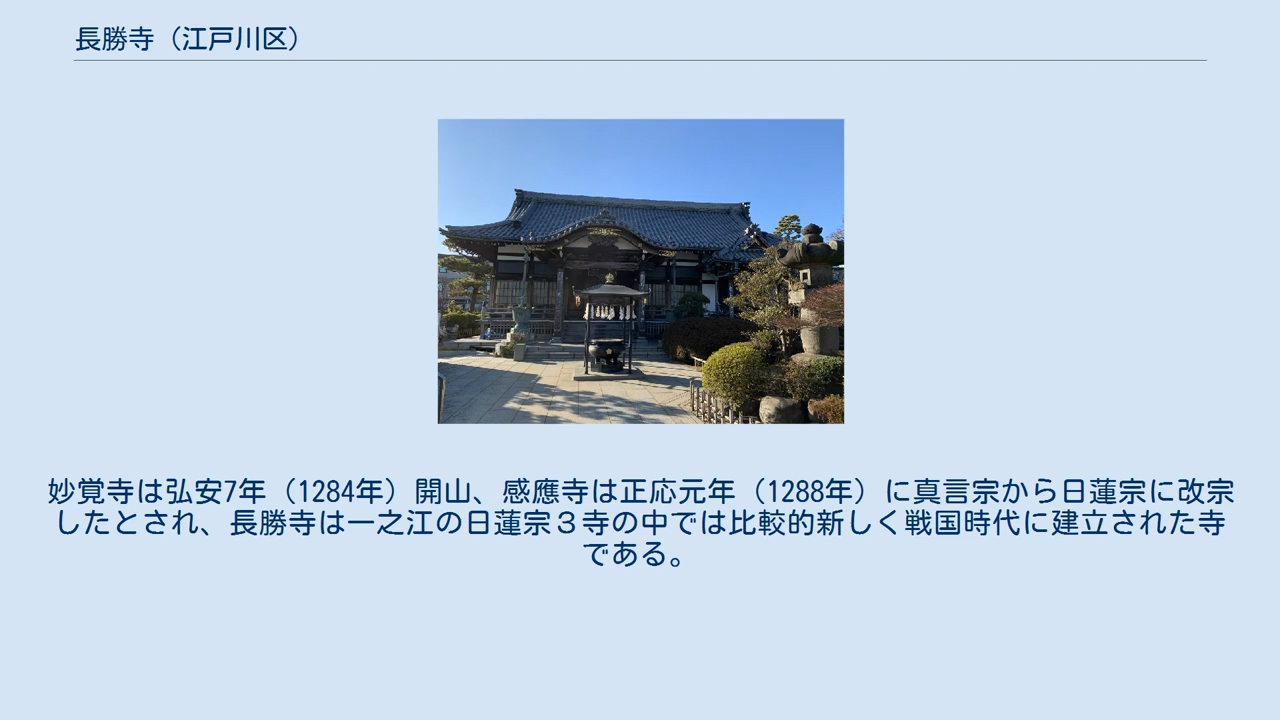 長勝寺（江戸川区）
妙覚寺は弘安7年（1284年）開山、感應寺は正応元年（1288年）に真言宗から日蓮宗に改宗
したとされ、長勝寺は一之江の日蓮宗３寺の中では比較的新しく戦国時代に建立された寺
である。